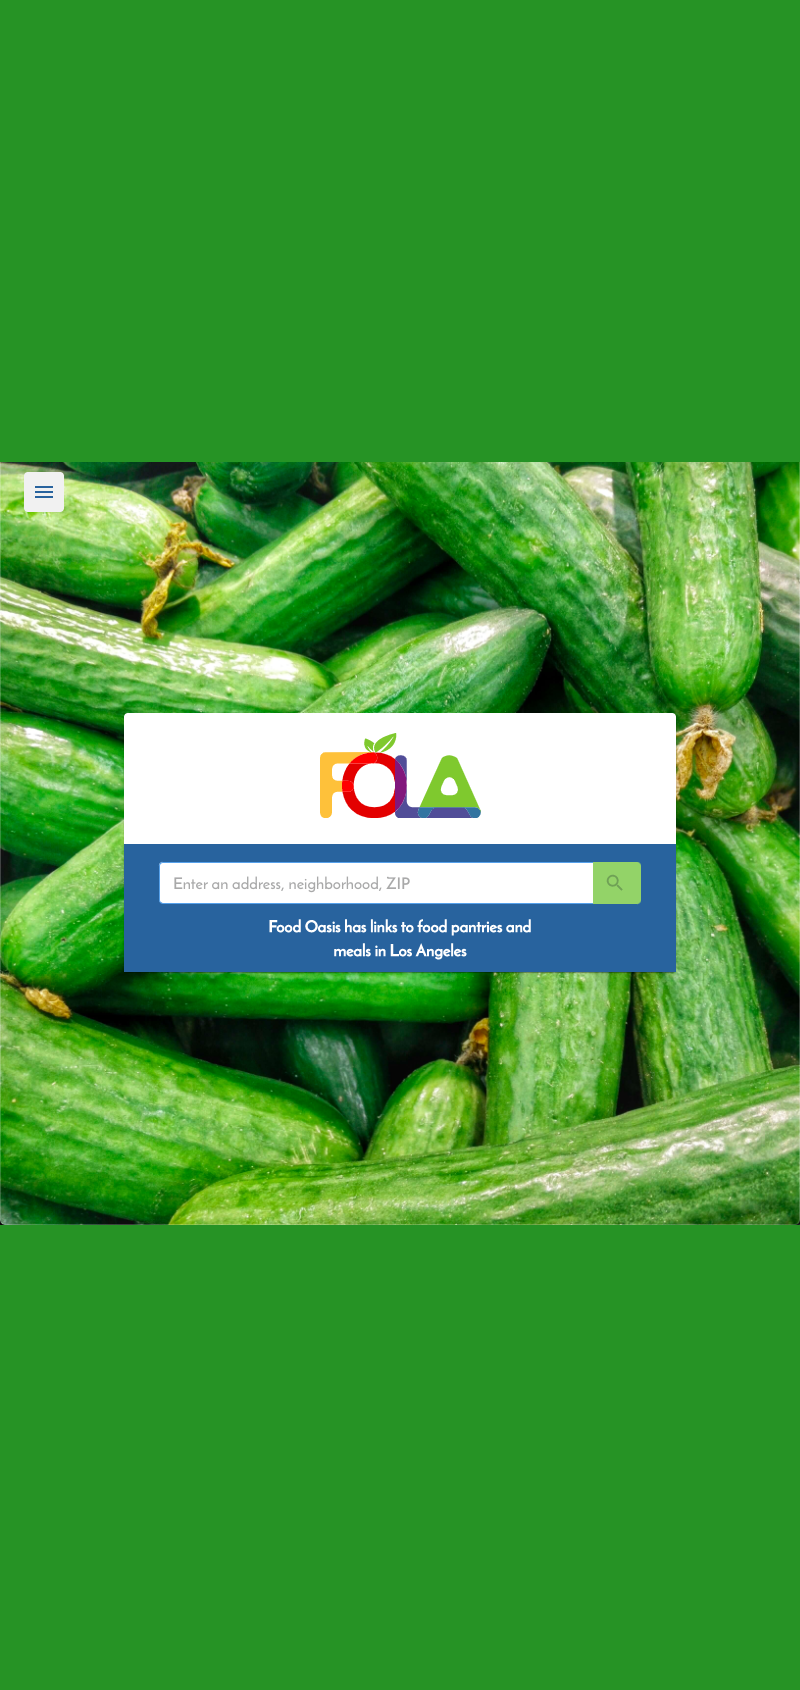 FOLA
Enter an address, neighborhood, ZIP
Food Oasis has links to food pantries and
meals in Los Angeles